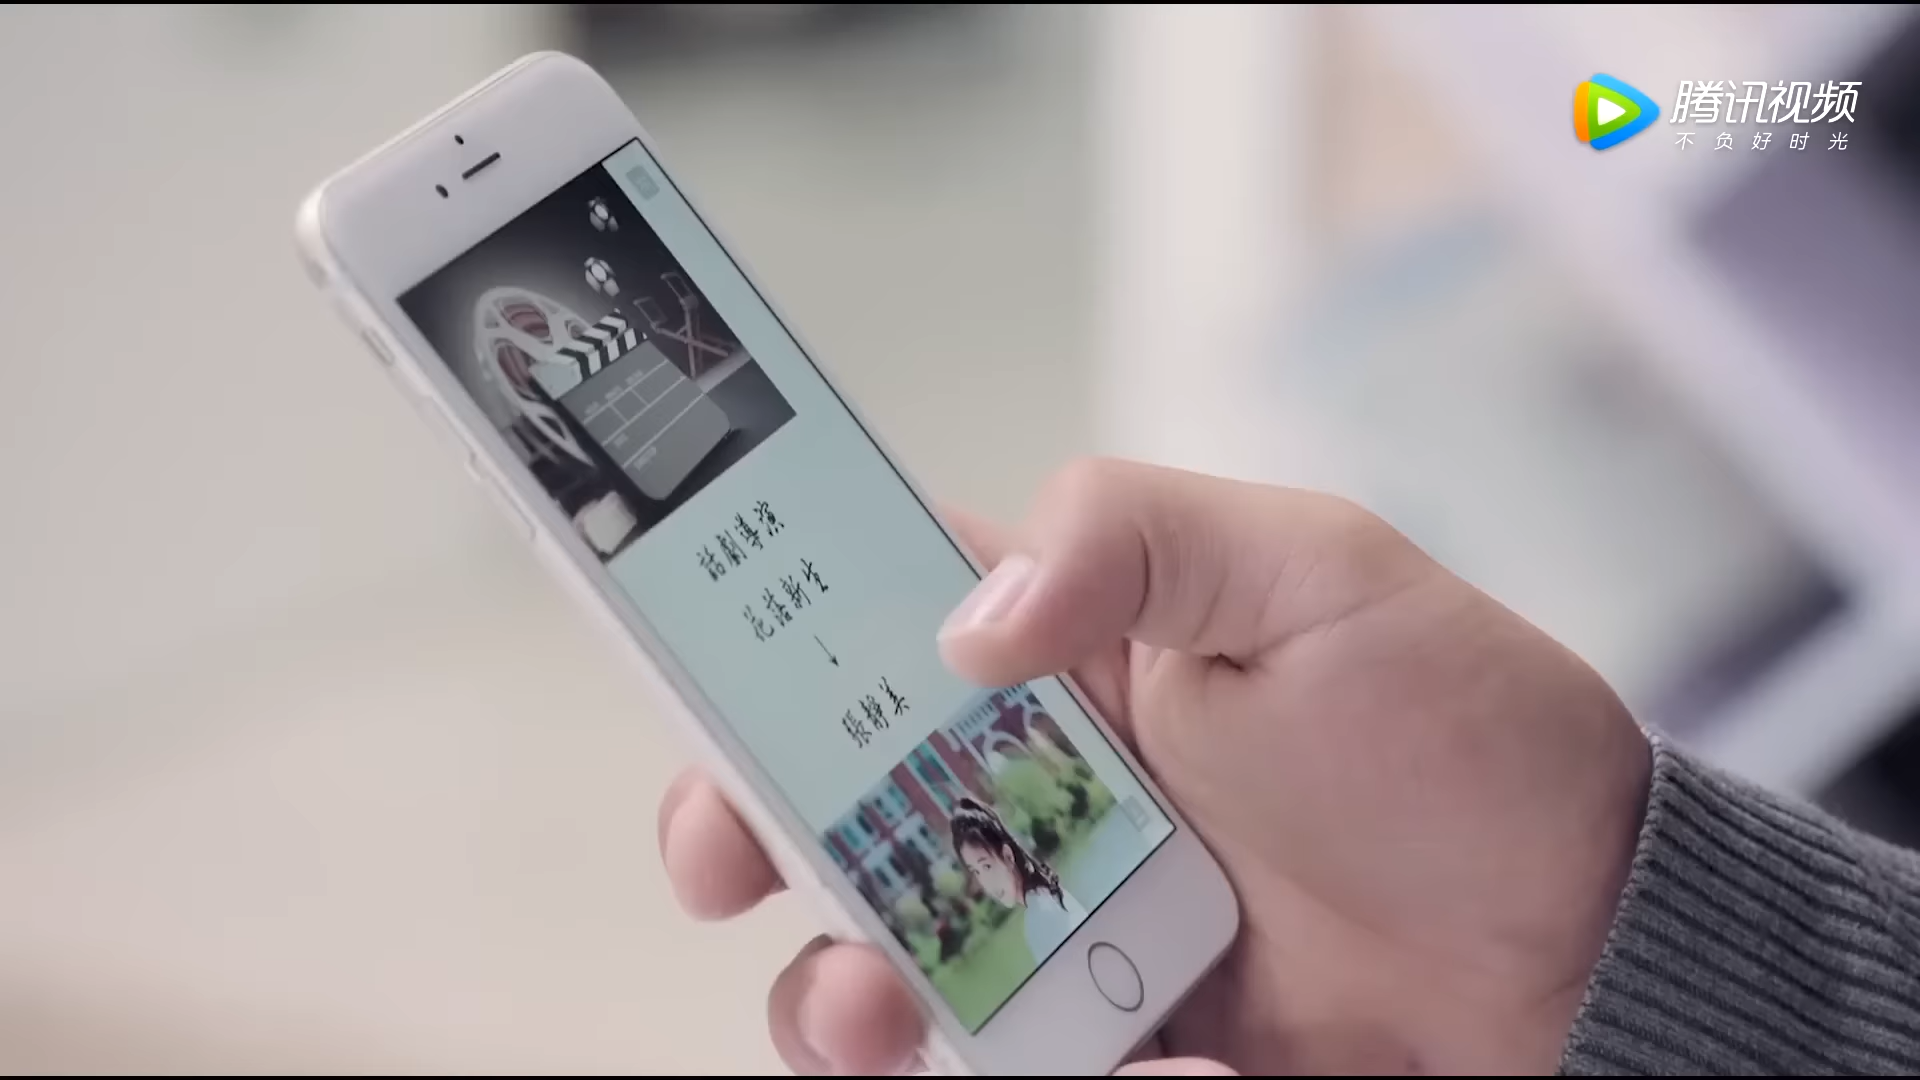 腾讯视频
不负好时光
話劇導演
花落新生
↓
張靜美